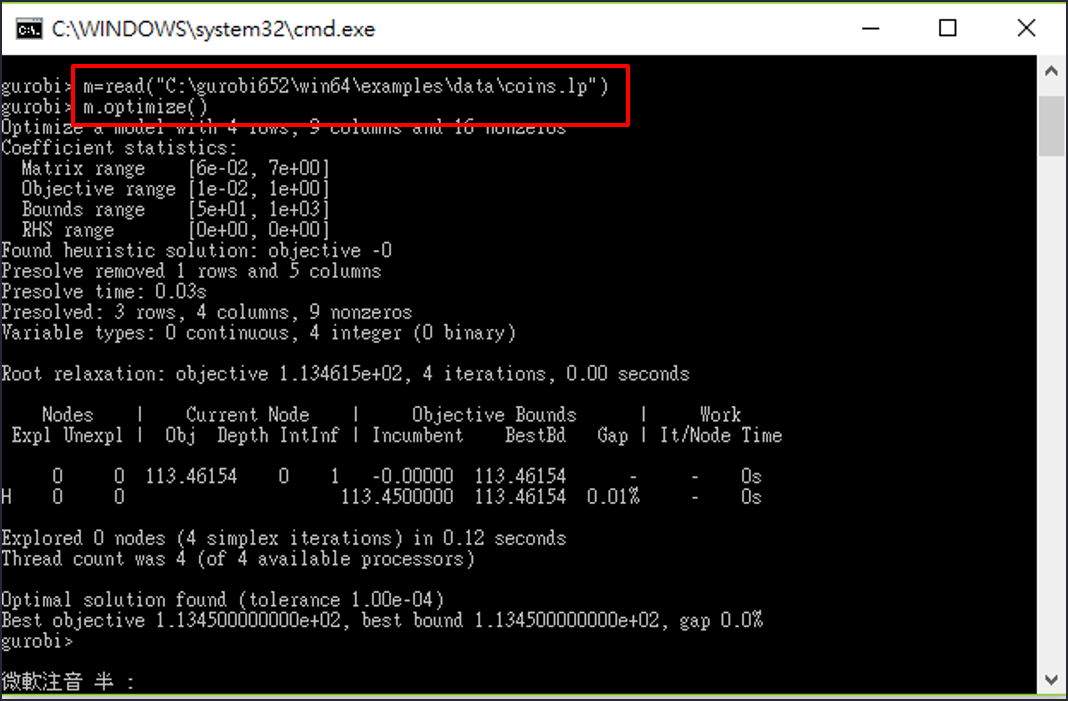 C:\WINDOWS\system32\cmd.exe
gurobi> m=read("C:\gurobi652\win64\examples\data\coins.lp")
gurobi> m.optimize()
Optimize a model with 4 rows, 9 columns and 16 nonzeros
Coefficient statistics:
  Matrix range    [6e-02, 7e+00]
  Objective range [1e-02, 1e+00]
  Bounds range    [5e+01, 1e+03]
  RHS range       [0e+00, 0e+00]
Found heuristic solution: objective -0
Presolve removed 1 rows and 5 columns
Presolve time: 0.03s
Presolved: 3 rows, 4 columns, 9 nonzeros
Variable types: 0 continuous, 4 integer (0 binary)
Root relaxation: objective 1.134615e+02, 4 iterations, 0.00 seconds
    Nodes    |    Current Node    |     Objective Bounds      |     Work
 Expl Unexpl |  Obj  Depth IntInf | Incumbent    BestBd   Gap | It/Node Time
     0     0  113.46154    0    1   -0.00000  113.46154      -     -    0s
H    0     0                     113.4500000  113.46154  0.01%     -    0s
Explored 0 nodes (4 simplex iterations) in 0.12 seconds
Thread count was 4 (of 4 available processors)
Optimal solution found (tolerance 1.00e-04)
Best objective 1.134500000000e+02, best bound 1.134500000000e+02, gap 0.0%
gurobi>
微軟注音 半 :